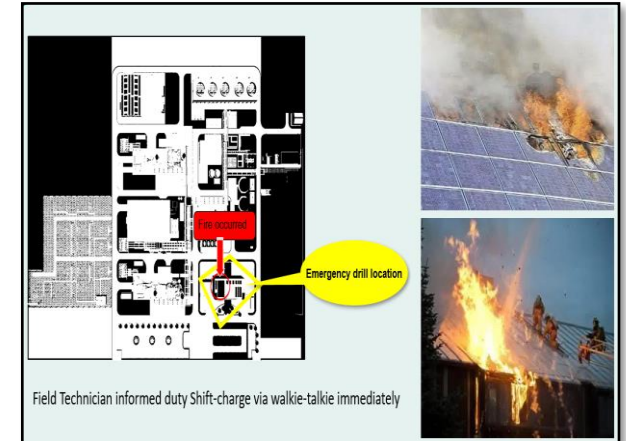 Fire occurred
Emergency drill location
Field Technician informed duty Shift-charge via walkie-talkie immediately